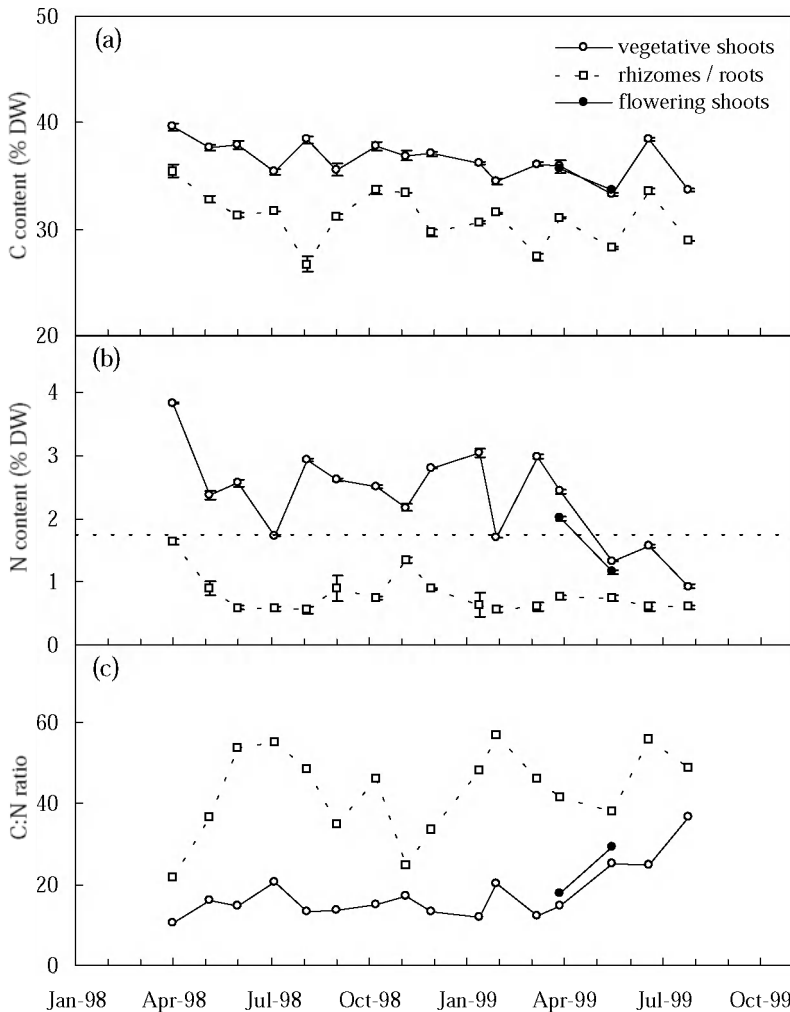 50
(a)
vegetative shoots
rhizomes / roots
flowering shoots
40
C content (% DW)
30
20
(b)
4
3
N content (% DW)
2
1
0
(c)
60
C:N ratio
40
20
0
Jan-98 Apr-98 Jul-98 Oct-98 Jan-99 Apr-99 Jul-99 Oct-99